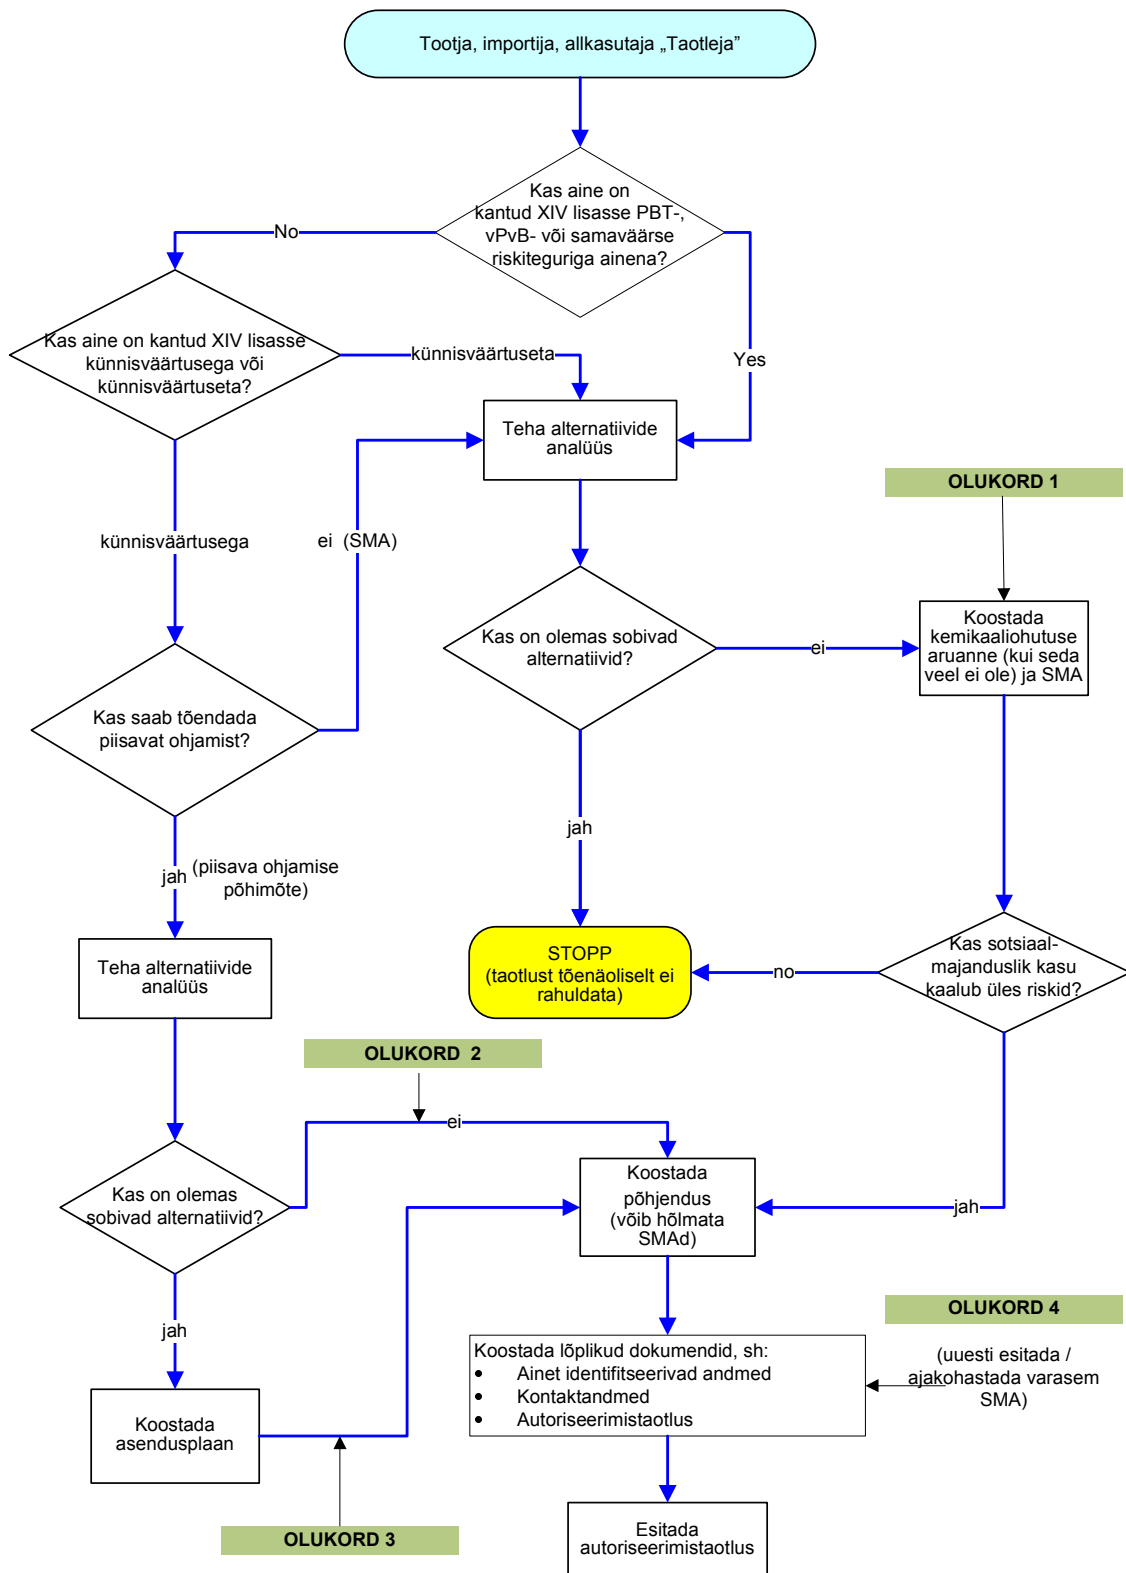 Tootja, importija, allkasutaja „Taotleja”
Kas aine on
kantud XIV lisasse PBT-,
vPvB- või samaväärse
riskiteguriga ainena?
No
Yes
Kas aine on kantud XIV lisasse
künnisväärtusega või
künnisväärtuseta?
künnisväärtuseta
Teha alternatiivide
analüüs
künnisväärtusega
ei (SMA)
OLUKORD 1
Kas on olemas sobivad
alternatiivid?
ei
Koostada
kemikaaliohutuse
aruanne (kui seda
veel ei ole) ja SMA
Kas saab tõendada
piisavat ohjamist?
jah
jah
(piisava ohjamise
põhimõte)
Teha alternatiivide
analüüs
STOPP
(taotlust tõenäoliselt ei
rahuldata)
no
Kas sotsiaal-
majanduslik kasu
kaalub üles riskid?
OLUKORD 2
ei
Kas on olemas
sobivad alternatiivid?
Koostada
põhjendus
(võib hõlmata
SMAd)
jah
jah
OLUKORD 4
(uuesti esitada /
ajakohastada varasem
SMA)
Koostada lõplikud dokumendid, sh:
• Ainet identifitseerivad andmed
• Kontaktandmed
• Autoriseerimistaotlus
Koostada
asendusplaan
OLUKORD 3
Esitada
autoriseerimistaotlus